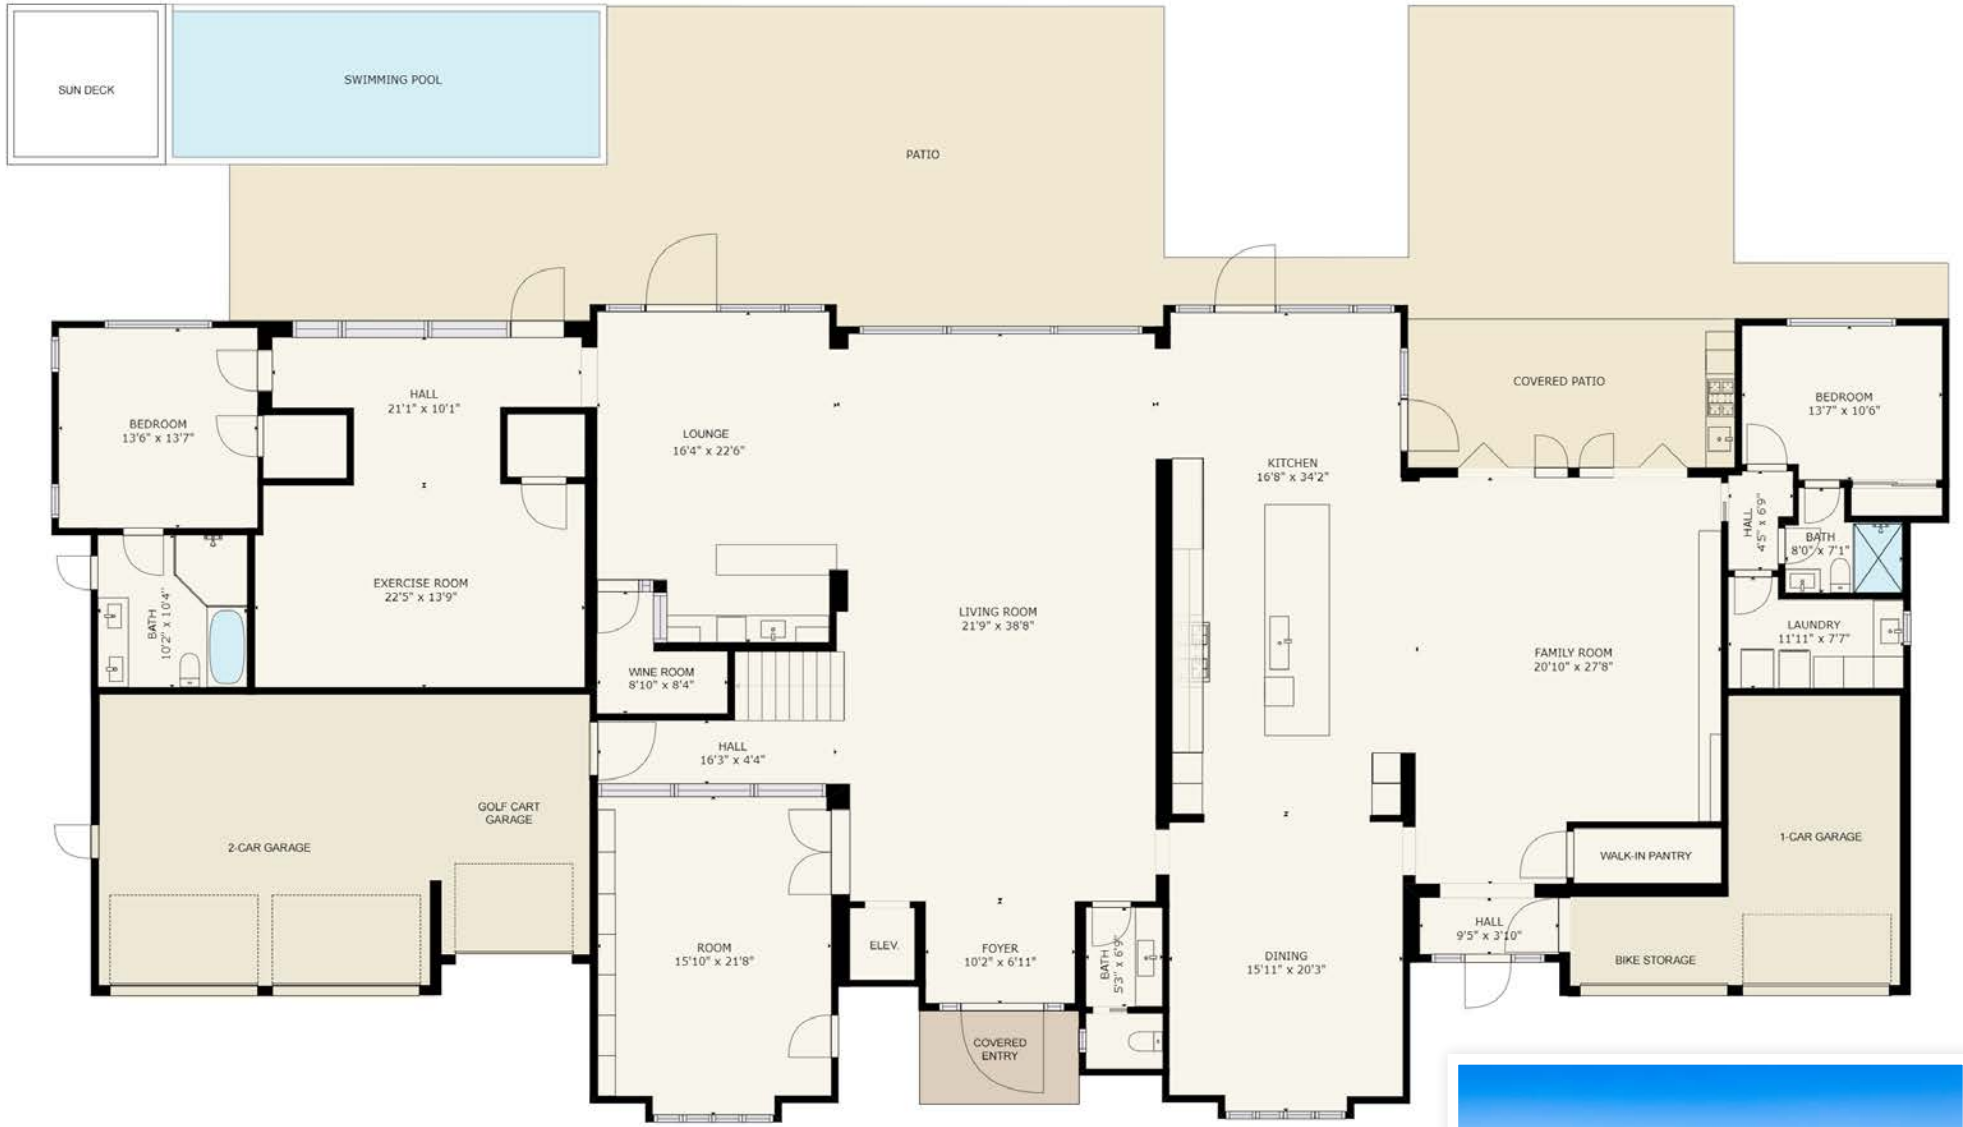 SUN DECK
SWIMMING POOL
PATIO
BEDROOM
13'6" x 13'7"
HALL
21'1" x 10'1"
LOUNGE
16'4" x 22'6"
KITCHEN
16'8" x 34'2"
COVERED PATIO
BEDROOM
13'7" x 10'6"
HALL
4'5" x 6'9"
BATH
8'0" x 7'1"
EXERCISE ROOM
22'5" x 13'9"
BATH
10'2" x 10'4"
LIVING ROOM
21'9" x 38'8"
LAUNDRY
11'11" x 7'7"
FAMILY ROOM
20'10" x 27'8"
WINE ROOM
8'10" x 8'4"
HALL
16'3" x 4'4"
GOLF CART
GARAGE
2-CAR GARAGE
1-CAR GARAGE
WALK-IN PANTRY
ROOM
15'10" x 21'8"
ELEV.
FOYER
10'2" x 6'11"
BATH
5'3" x 6'9"
DINING
15'11" x 20'3"
HALL
9'5" x 3'10"
BIKE STORAGE
COVERED
ENTRY